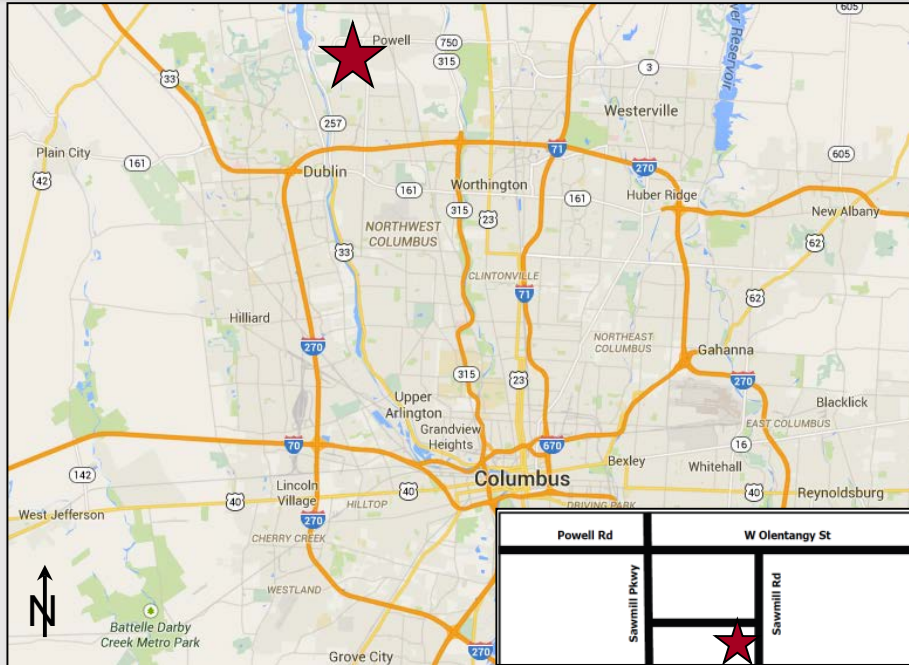 605
Powell
750
315
33
3
Westerville
257
Plain City
161
42
Dublin
71
270
605
161
Worthington
161
Huber Ridge
315
23
New Albany
NORTHWEST
COLUMBUS
33
62
CLINTONVILLE
71
62
Hilliard
270
NORTHEAST
COLUMBUS
Gahanna
315
23
270
Upper
Arlington
Blacklick
Grandview
Heights
EAST COLUMBUS
70
670
16
Bexley
Whitehall
142
Lincoln
Village
Columbus
40
HILLTOP
40
DRIVING PARK
40
Reynoldsburg
West Jefferson
270
CHERRY CREEK
WESTLAND
N
Battelle Darby
Creek Metro Park
Grove City
270
Powell Rd
W Olentangy St
Sawmill Pkwy
Sawmill Rd